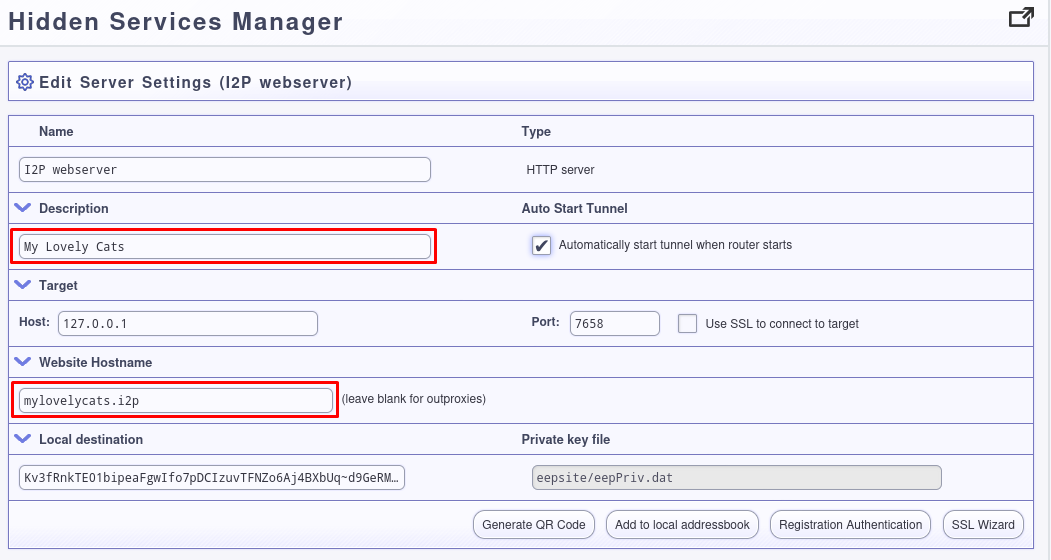 Hidden Services Manager
Edit Server Settings (I2P webserver)
Name Type
I2P webserver HTTP server
Description Auto Start Tunnel
My Lovely Cats Automatically start tunnel when router starts
Target
Host: 127.0.0.1 Port: 7658 Use SSL to connect to target
Website Hostname
mylovelycats.i2p (leave blank for outproxies)
Local destination Private key file
Kv3fRnkTEO1bipeaFgwIfo7pDCIzuvTFNZo6Aj4BXbUq~d9GeRM… eepsite/eepPriv.dat
Generate QR Code Add to local addressbook Registration Authentication SSL Wizard